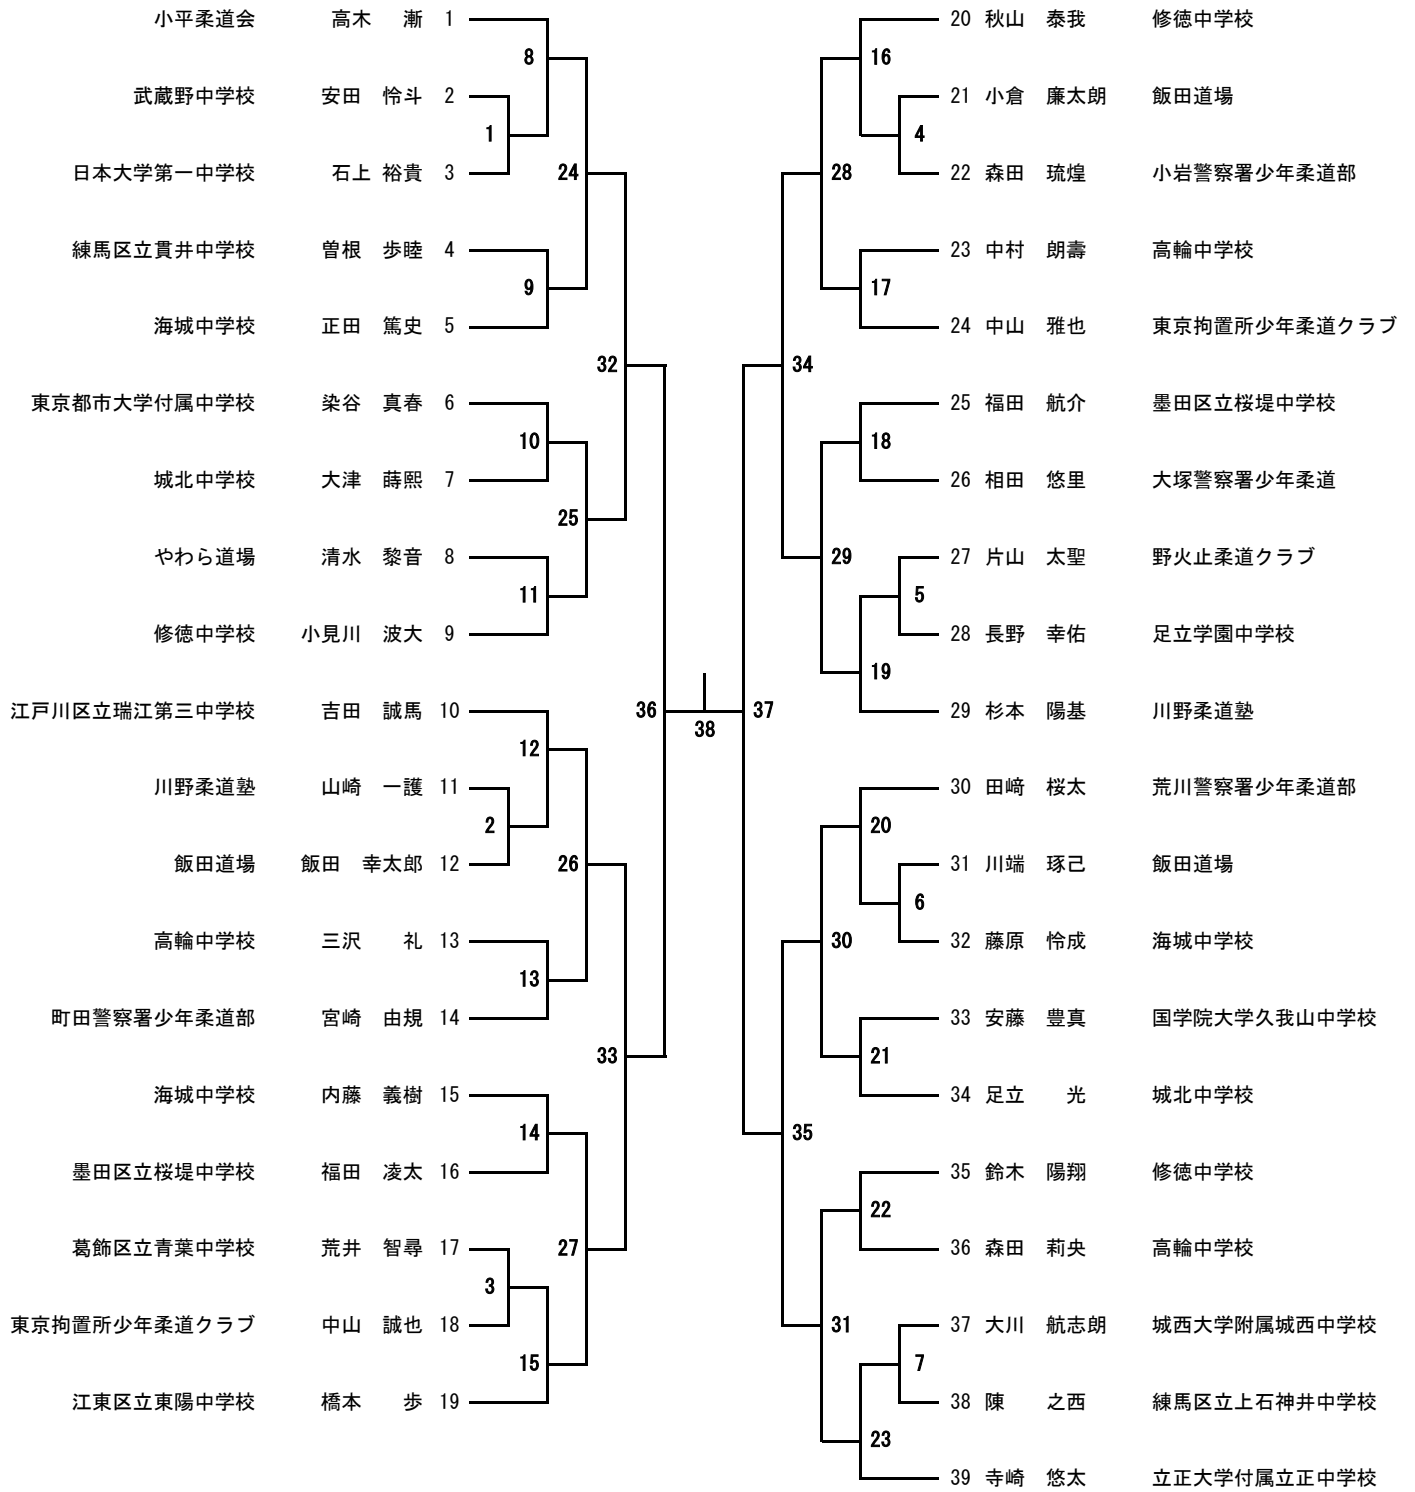 小平柔道会 高木 漸 1
武蔵野中学校 安田 怜斗 2
日本大学第一中学校 石上 裕貴 3
練馬区立貫井中学校 曽根 歩睦 4
海城中学校 正田 篤史 5
東京都市大学付属中学校 染谷 真春 6
城北中学校 大津 蒔熙 7
やわら道場 清水 黎音 8
修徳中学校 小見川 波大 9
江戸川区立瑞江第三中学校 吉田 誠馬 10
川野柔道塾 山崎 一護 11
飯田道場 飯田 幸太郎 12
高輪中学校 三沢 礼 13
町田警察署少年柔道部 宮崎 由規 14
海城中学校 内藤 義樹 15
墨田区立桜堤中学校 福田 凌太 16
葛飾区立青葉中学校 荒井 智尋 17
東京拘置所少年柔道クラブ 中山 誠也 18
江東区立東陽中学校 橋本 歩 19
8
1
24
9
32
10
25
11
36
12
2
26
13
33
14
27
3
15
38
37
16
4
28
17
34
18
29
5
19
20
6
30
21
35
22
31
7
23
20 秋山 泰我 修徳中学校
21 小倉 廉太朗 飯田道場
22 森田 琉煌 小岩警察署少年柔道部
23 中村 朗壽 高輪中学校
24 中山 雅也 東京拘置所少年柔道クラブ
25 福田 航介 墨田区立桜堤中学校
26 相田 悠里 大塚警察署少年柔道
27 片山 太聖 野火止柔道クラブ
28 長野 幸佑 足立学園中学校
29 杉本 陽基 川野柔道塾
30 田﨑 桜太 荒川警察署少年柔道部
31 川端 琢己 飯田道場
32 藤原 怜成 海城中学校
33 安藤 豊真 国学院大学久我山中学校
34 足立 光 城北中学校
35 鈴木 陽翔 修徳中学校
36 森田 莉央 高輪中学校
37 大川 航志朗 城西大学附属城西中学校
38 陳 之西 練馬区立上石神井中学校
39 寺崎 悠太 立正大学付属立正中学校